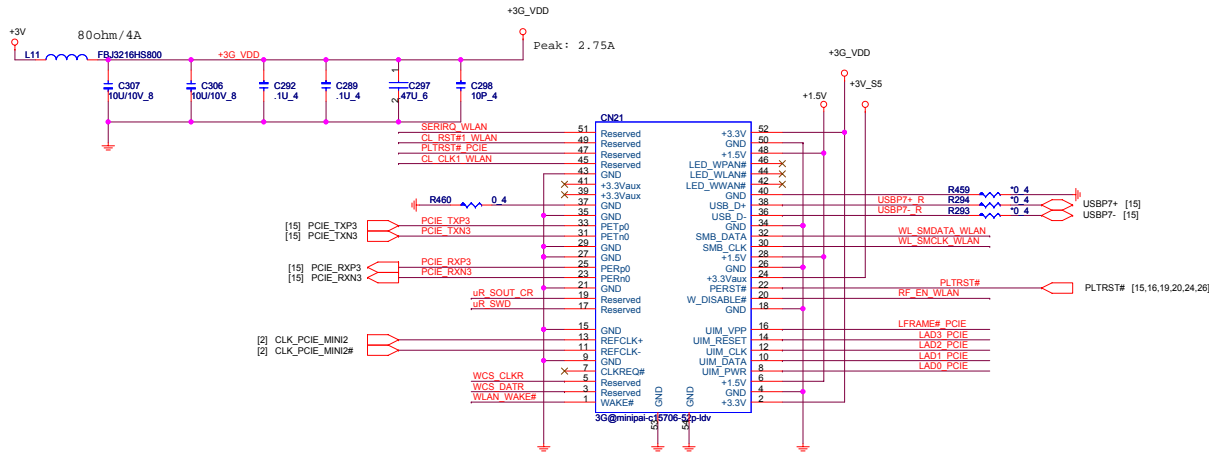 +3V
80ohm/4A
L11
FBJ3216HS800
+3G_VDD
+3G_VDD
Peak: 2.75A
C307
10U/10V_8
C306
10U/10V_8
C292
.1U_4
C289
.1U_4
1
C297
.47U_6
2
C298
10P_4
+3G_VDD
+3V_S5
+1.5V
CN21
SERIRQ_WLAN 51 Reserved +3.3V 52
CL_RST#1_WLAN 49 Reserved GND 50
PLTRST#_PCIE 47 Reserved +1.5V 48
CL_CLK1_WLAN 45 Reserved LED_WPAN# 46
43 GND LED_WLAN# 44
41 +3.3Vaux LED_WWAN# 42
39 +3.3Vaux GND 40 R459 *0_4
R460 0_4 37 GND USB_D+ 38 USBP7+_R R294 *0_4 USBP7+ [15]
35 GND USB_D- 36 USBP7-_R R293 *0_4 USBP7- [15]
[15] PCIE_TXP3 PCIE_TXP3 33 PETp0 GND 34
[15] PCIE_TXN3 PCIE_TXN3 31 PETn0 SMB_DATA 32 WL_SMDATA_WLAN
29 GND SMB_CLK 30 WL_SMCLK_WLAN
27 GND +1.5V 28
[15] PCIE_RXP3 PCIE_RXP3 25 PERp0 GND 26
[15] PCIE_RXN3 PCIE_RXN3 23 PERn0 +3.3Vaux 24
21 GND PERST# 22 PLTRST# PLTRST# [15,16,19,20,24,26]
uR_SOUT_CR 19 Reserved W_DISABLE# 20 RF_EN_WLAN
uR_SWD 17 Reserved GND 18
15 GND UIM_VPP 16 LFRAME#_PCIE
[2] CLK_PCIE_MINI2 13 REFCLK+ UIM_RESET 14 LAD3_PCIE
[2] CLK_PCIE_MINI2# 11 REFCLK- UIM_CLK 12 LAD2_PCIE
9 GND UIM_DATA 10 LAD1_PCIE
7 CLKREQ# UIM_PWR 8 LAD0_PCIE
WCS_CLKR 5 Reserved +1.5V 6
WCS_DATR 3 Reserved GND 4
WLAN_WAKE# 1 WAKE# +3.3V 2
GND GND
3G@minipai-c15706-52p-ldv
53 54